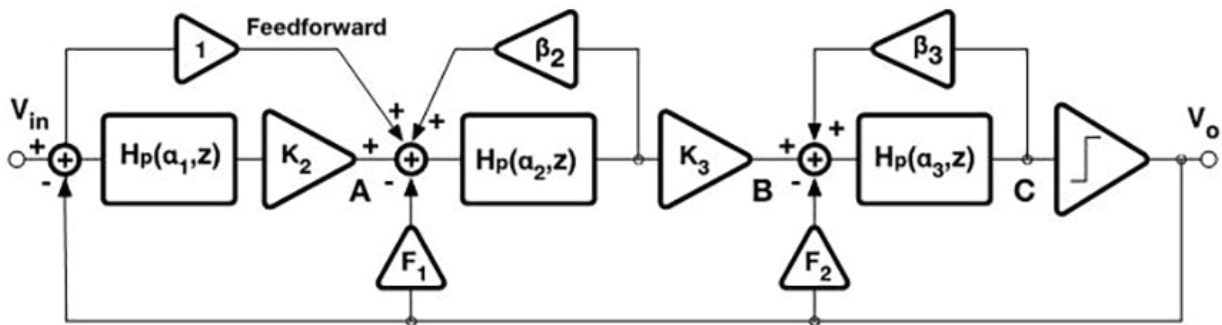 1
Feedforward
β2
β3
Vin
+
+
+
+
+
+
+
Vo
Hp(α1,z)
K2
Hp(α2,z)
K3
Hp(α3,z)
-
A
-
B
-
C
F1
F2